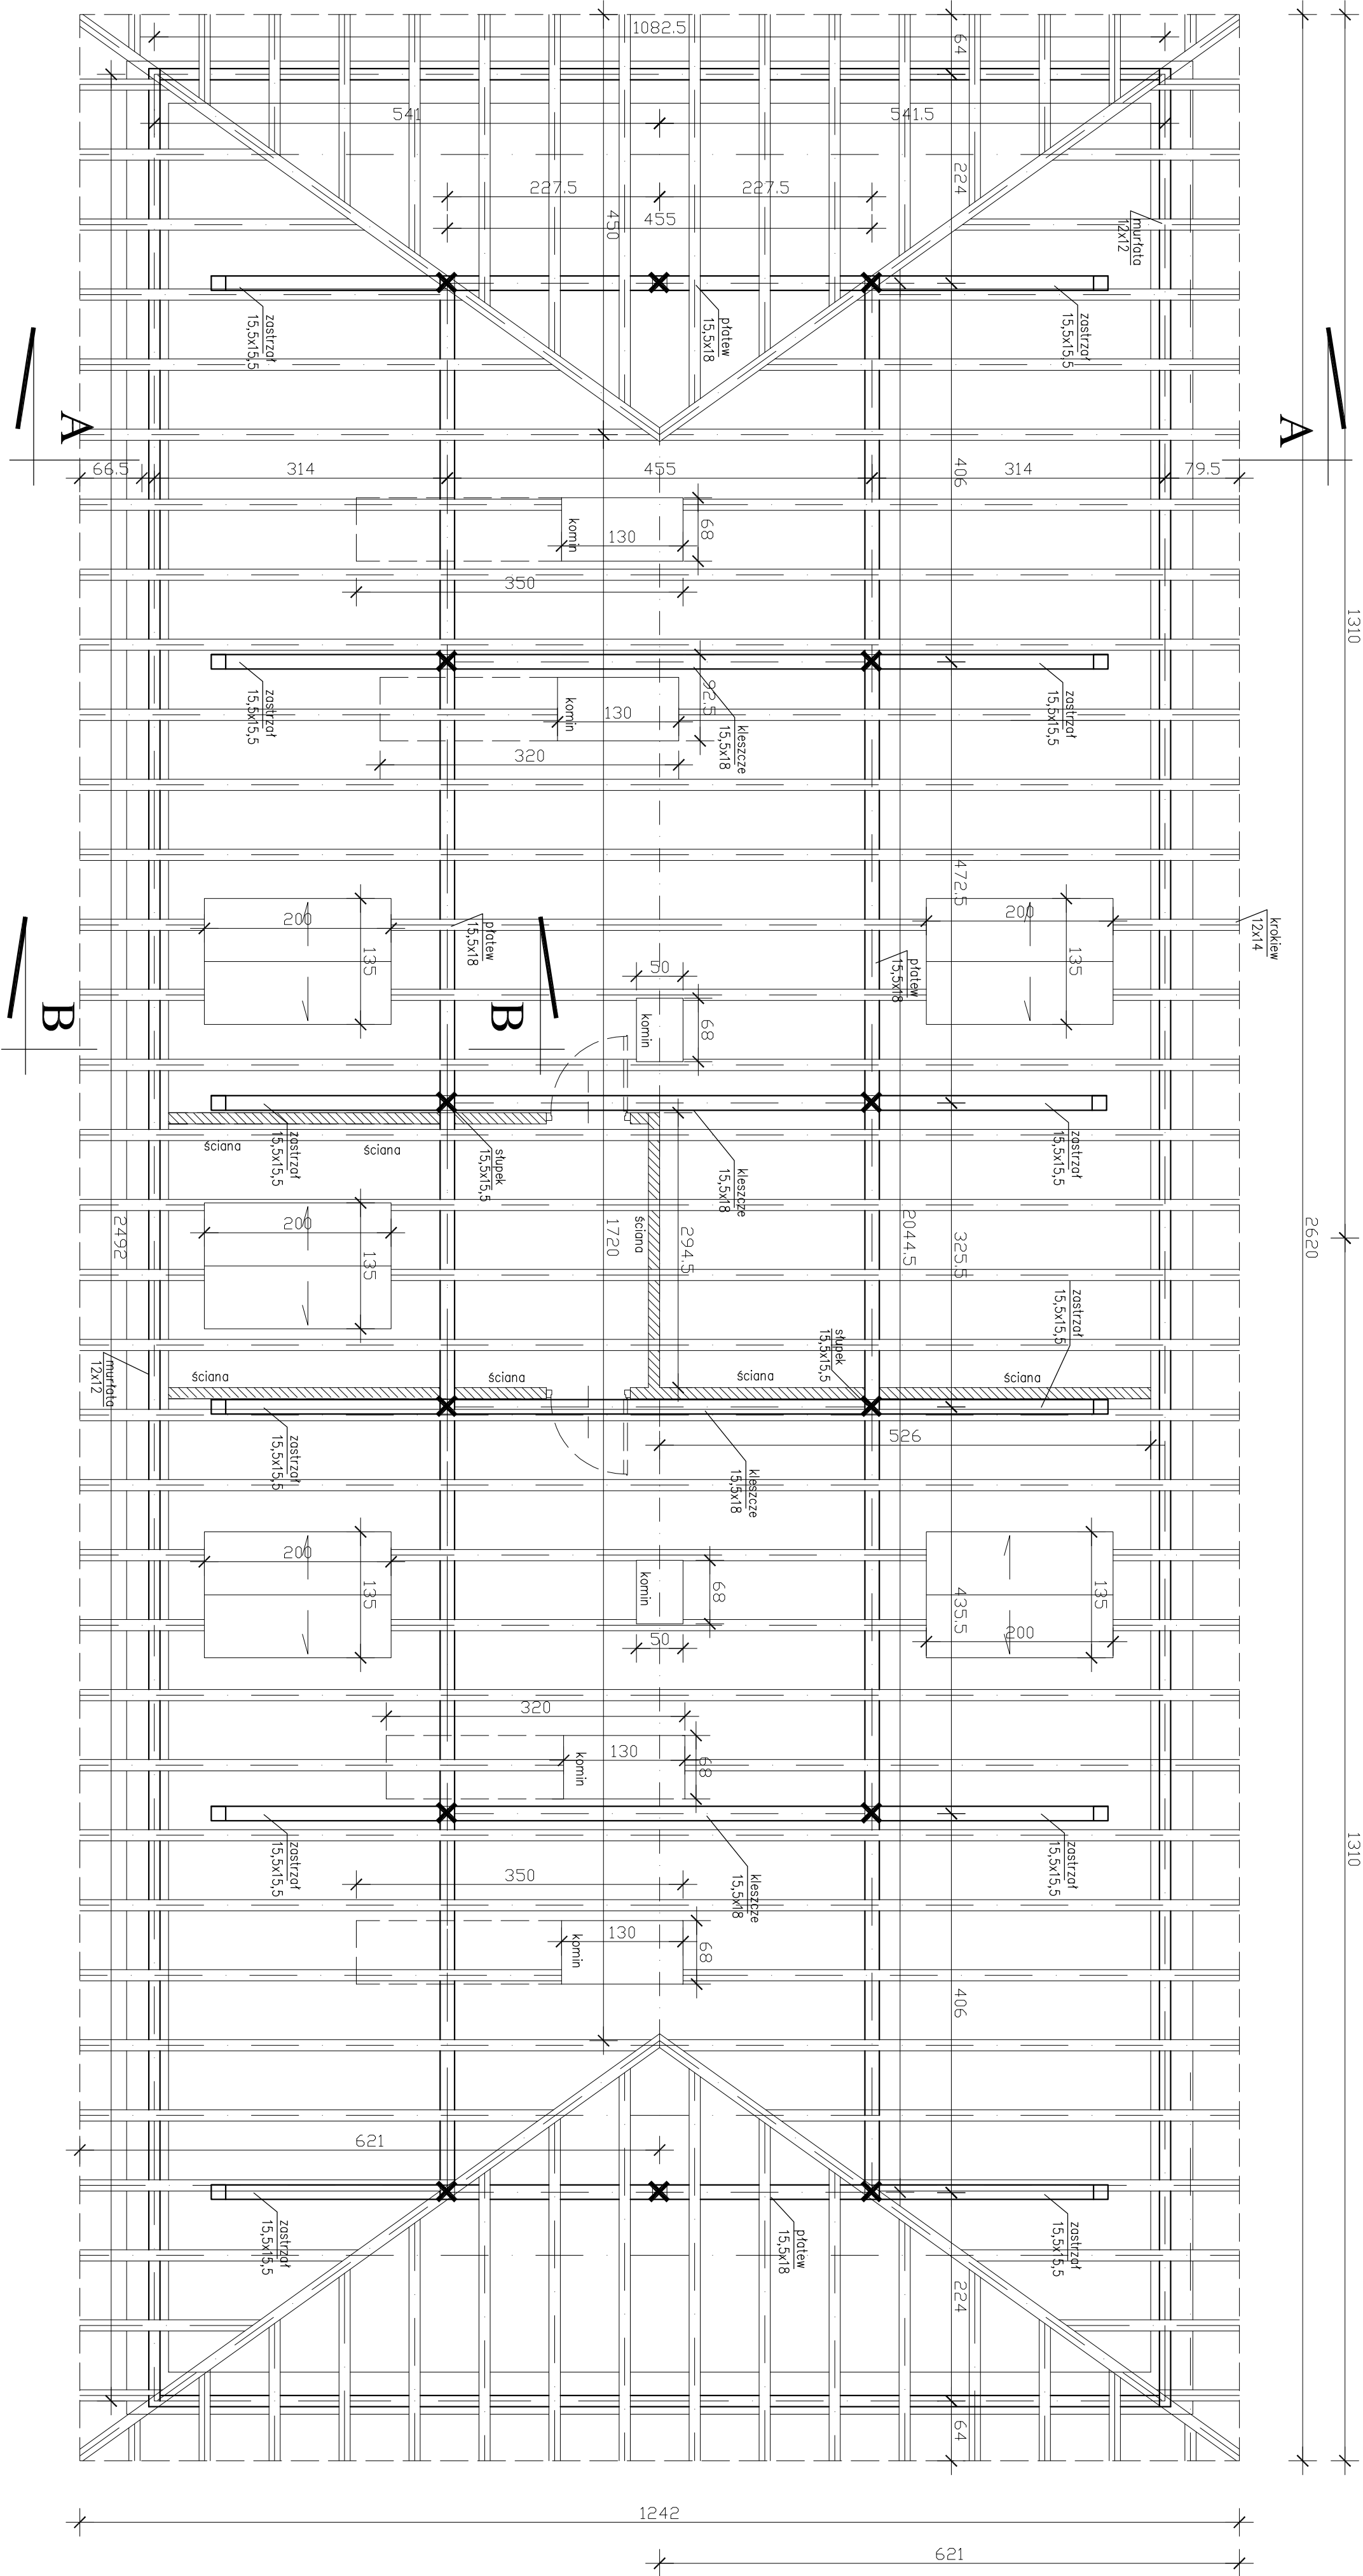 1082.5
64
541
541.5
224
227.5
227.5
455
450
murłata
12x12
zastrzał
15,5x15,5
płatew
15,5x18
zastrzał
15,5x15,5
A
A
66.5
314
455
406
314
79.5
komin
130
68
350
1310
zastrzał
15,5x15,5
komin
130
92.5
kleszcze
15,5x18
zastrzał
15,5x15,5
320
472.5
200
135
płatew
15,5x18
płatew
15,5x18
200
135
krokiew
12x14
B
B
50
komin
68
ściana
zastrzał
15,5x15,5
ściana
słupek
15,5x15,5
kleszcze
15,5x18
zastrzał
15,5x15,5
2492
200
135
1720
ściana
294.5
2044.5
325.5
2620
zastrzał
15,5x15,5
murłata
12x12
ściana
ściana
ściana
słupek
15,5x15,5
ściana
zastrzał
15,5x15,5
kleszcze
15,5x18
526
200
135
komin
68
50
435.5
135
200
320
komin
130
68
zastrzał
15,5x15,5
350
kleszcze
15,5x18
zastrzał
15,5x15,5
1310
komin
130
68
406
621
zastrzał
15,5x15,5
płatew
15,5x18
zastrzał
15,5x15,5
224
64
1242
621